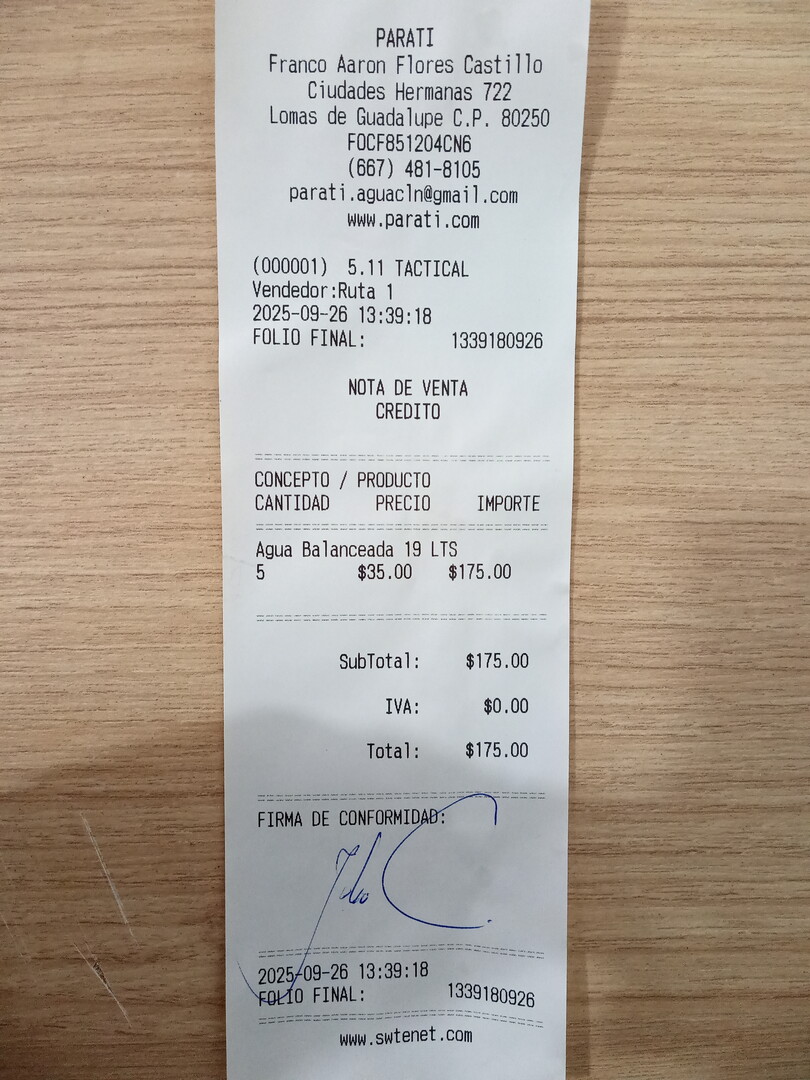 PARATI
Franco Aaron Flores Castillo
Ciudades Hermanas 722
Lomas de Guadalupe C.P. 80250
FOCF851204CN6
(667) 481-8105
parati.aguacln@gmail.com
www.parati.com
(000001) 5.11 TACTICAL
Vendedor:Ruta 1
2025-09-26 13:39:18
FOLIO FINAL: 1339180926
NOTA DE VENTA
CREDITO
CONCEPTO / PRODUCTO
CANTIDAD PRECIO IMPORTE
Agua Balanceada 19 LTS
5 $35.00 $175.00
SubTotal: $175.00
IVA: $0.00
Total: $175.00
FIRMA DE CONFORMIDAD:
2025-09-26 13:39:18
FOLIO FINAL: 1339180926
www.swtenet.com